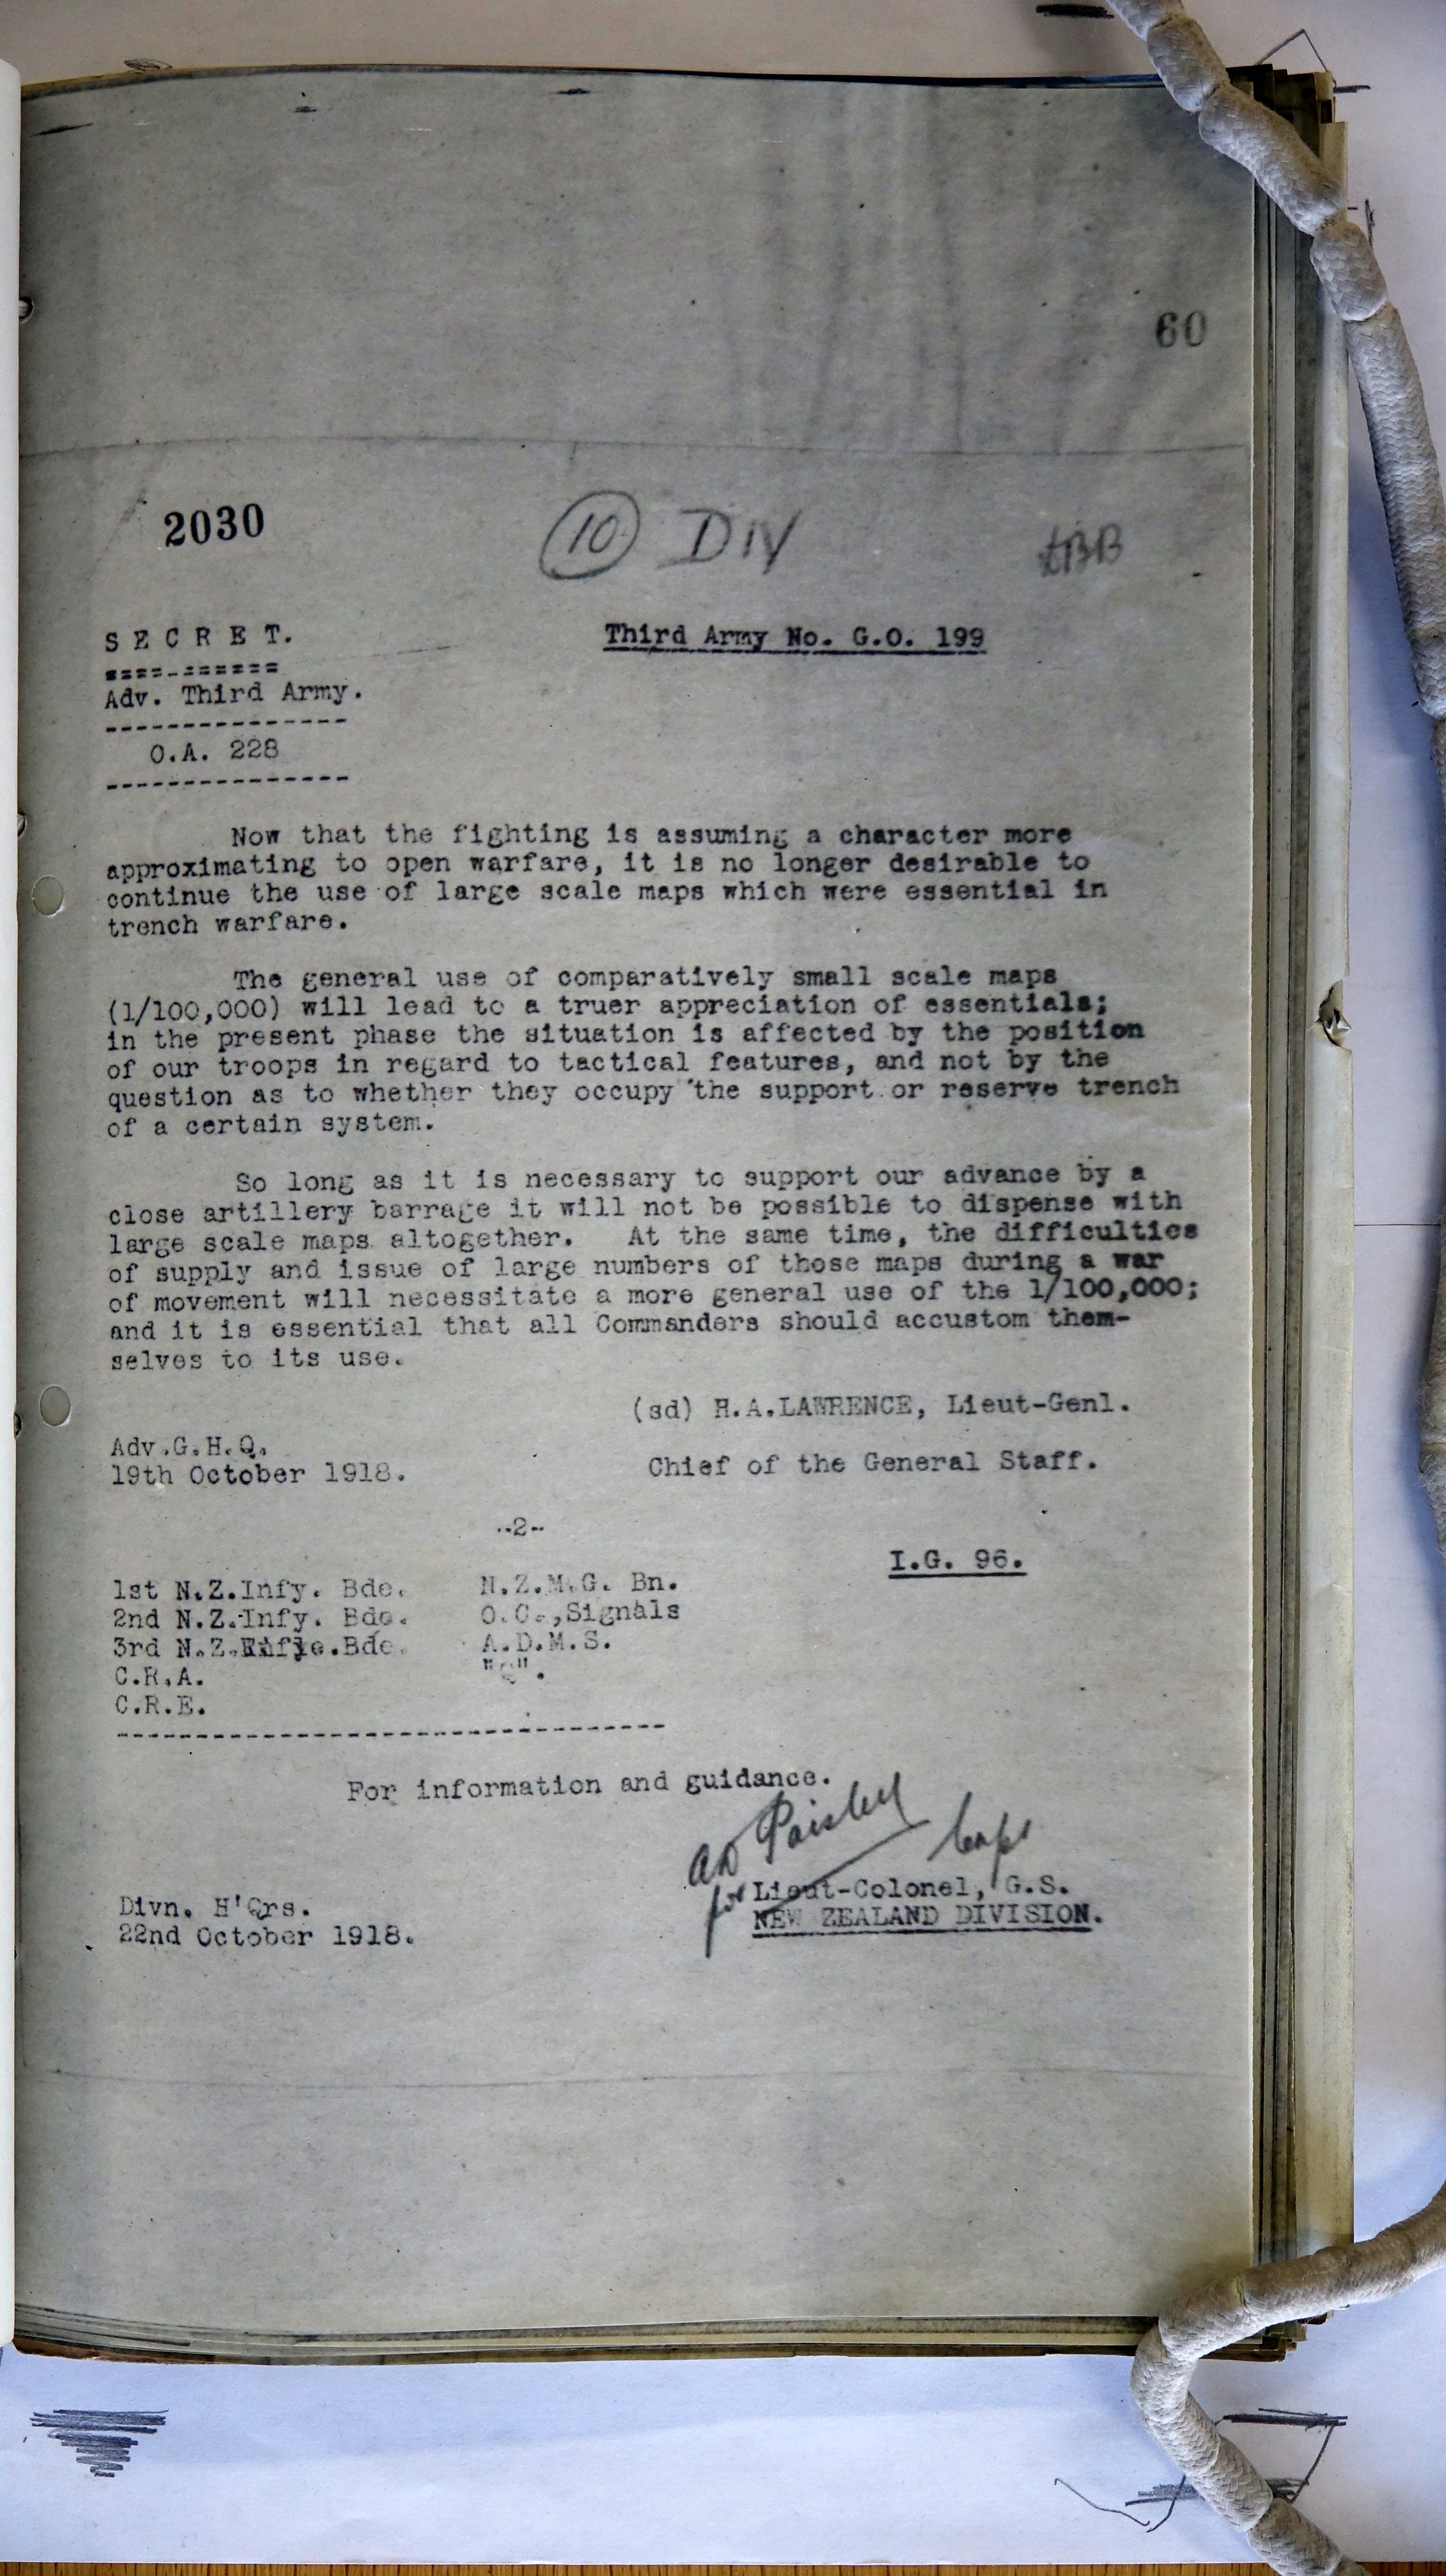 60
2030
10 DIV
S E C R E T.
Third Army No. G.O. 199
Adv. Third Army.
O.A. 228
Now that the fighting is assuming a character more
approximating to open warfare, it is no longer desirable to
continue the use of large scale maps which were essential in
trench warfare.
The general use of comparatively small scale maps
(1/100,000) will lead to a truer appreciation of essentials;
in the present phase the situation is affected by the position
of our troops in regard to tactical features, and not by the
question as to whether they occupy the support or reserve trench
of a certain system.
So long as it is necessary to support our advance by a
close artillery barrage it will not be possible to dispense with
large scale maps altogether. At the same time, the difficulties
of supply and issue of large numbers of those maps during a war
of movement will necessitate a more general use of the 1/100,000;
and it is essential that all Commanders should accustom them-
selves to its use.
(sd) H.A.LAWRENCE, Lieut-Genl.
Adv.G.H.Q.
19th October 1918.
Chief of the General Staff.
-2-
I.G. 96.
1st N.Z.Infy. Bde. N.Z.M.G. Bn.
2nd N.Z.Infy. Bde. O.C.,Signals
3rd N.Z.Rifle.Bde. A.D.M.S.
C.R.A. "Q".
C.R.E.
For information and guidance.
AD Paisley Capt
for Lieut-Colonel, G.S.
NEW ZEALAND DIVISION.
Divn. H'Qrs.
22nd October 1918.